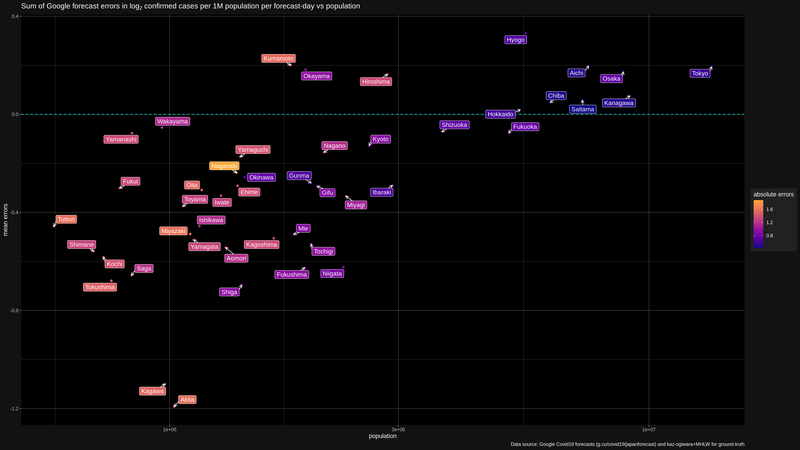 Sum of Google forecast errors in log2 confirmed cases per 1M population per forecast-day vs population
0.4
Hyogo
Kumamoto
Okayama
Hiroshima
Aichi
Osaka
Tokyo
Chiba
Kanagawa
Saitama
Hokkaido
0.0
Wakayama
Shizuoka
Fukuoka
Yamanashi
Kyoto
Nagano
Yamaguchi
Nagasaki
Fukui
Okinawa
Gunma
Oita
Ehime
Gifu
Ibaraki
Toyama
Iwate
Miyagi
absolute errors
1.6
1.2
0.8
mean errors
-0.4
Tottori
Ishikawa
Miyazaki
Mie
Shimane
Yamagata
Kagoshima
Tochigi
Aomori
Kochi
Saga
Fukushima
Niigata
Tokushima
Shiga
-0.8
Kagawa
Akita
-1.2
1e+06
3e+06
1e+07
population
Data source: Google Covid19 forecasts (g.co/covid19/japanforecast) and kaz-ogiwara+MHLW for ground-truth